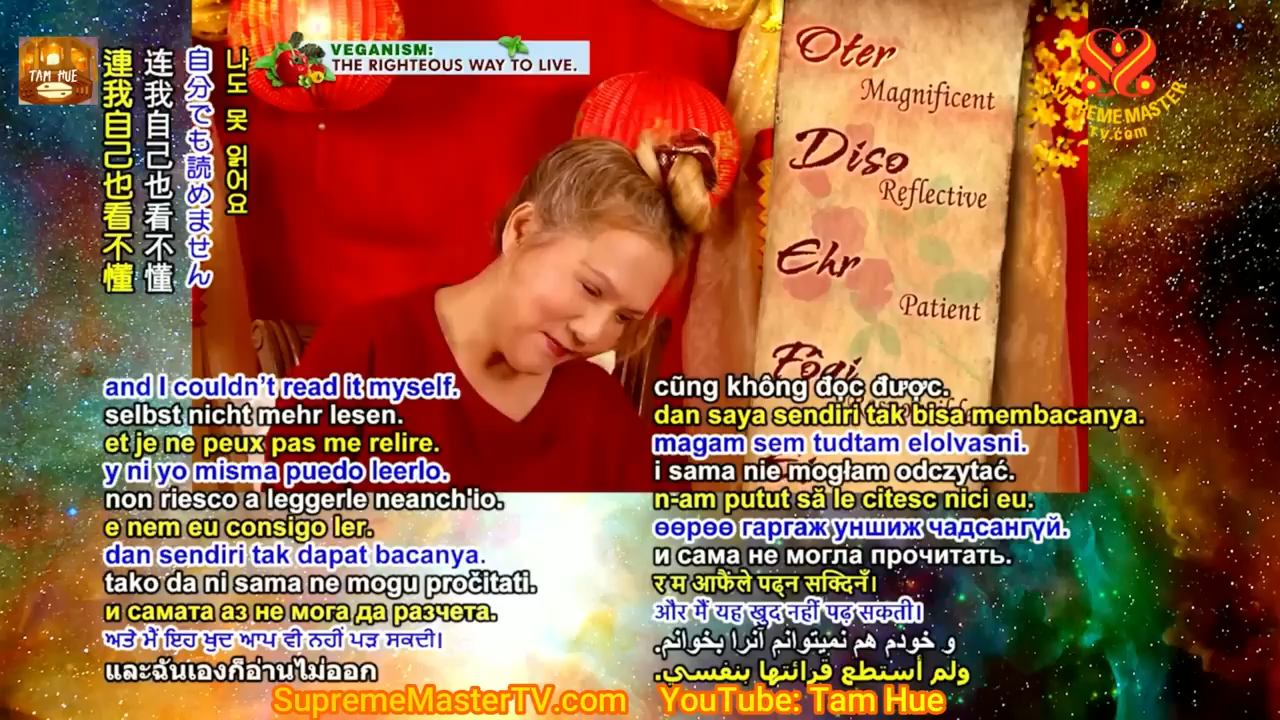 TAM HUE
連我自己也看不懂
连我自己也看不懂
自分でも読めません
나도 못 읽어요
VEGANISM:
THE RIGHTEOUS WAY TO LIVE.
Oter
Magnificent
Diso
Reflective
Ehr
Patient
Fôgi
SUPREME MASTER
TV.com
and I couldn't read it myself.
selbst nicht mehr lesen.
et je ne peux pas me relire.
y ni yo misma puedo leerlo.
non riesco a leggerle neanch'io.
e nem eu consigo ler.
dan sendiri tak dapat bacanya.
tako da ni sama ne mogu pročitati.
и самата аз не мога да разчета.
ਅਤੇ ਮੈਂ ਇਹ ਖੁਦ ਆਪ ਵੀ ਨਹੀਂ ਪੜ ਸਕਦੀ।
และฉันเองก็อ่านไม่ออก
cũng không đọc được.
dan saya sendiri tak bisa membacanya.
magam sem tudtam elolvasni.
i sama nie mogłam odczytać.
n-am putut să le citesc nici eu.
өөрөө гаргаж уншиж чадсангүй.
и сама не могла прочитать.
र म आफैंले पढ्न सक्दिनँ।
और मैं यह खुद नहीं पढ़ सकती।
و خودم هم نمیتوانم آنرا بخوانم.
ولم أستطع قرائتها بنفسي.
SupremeMasterTV.com YouTube: Tam Hue